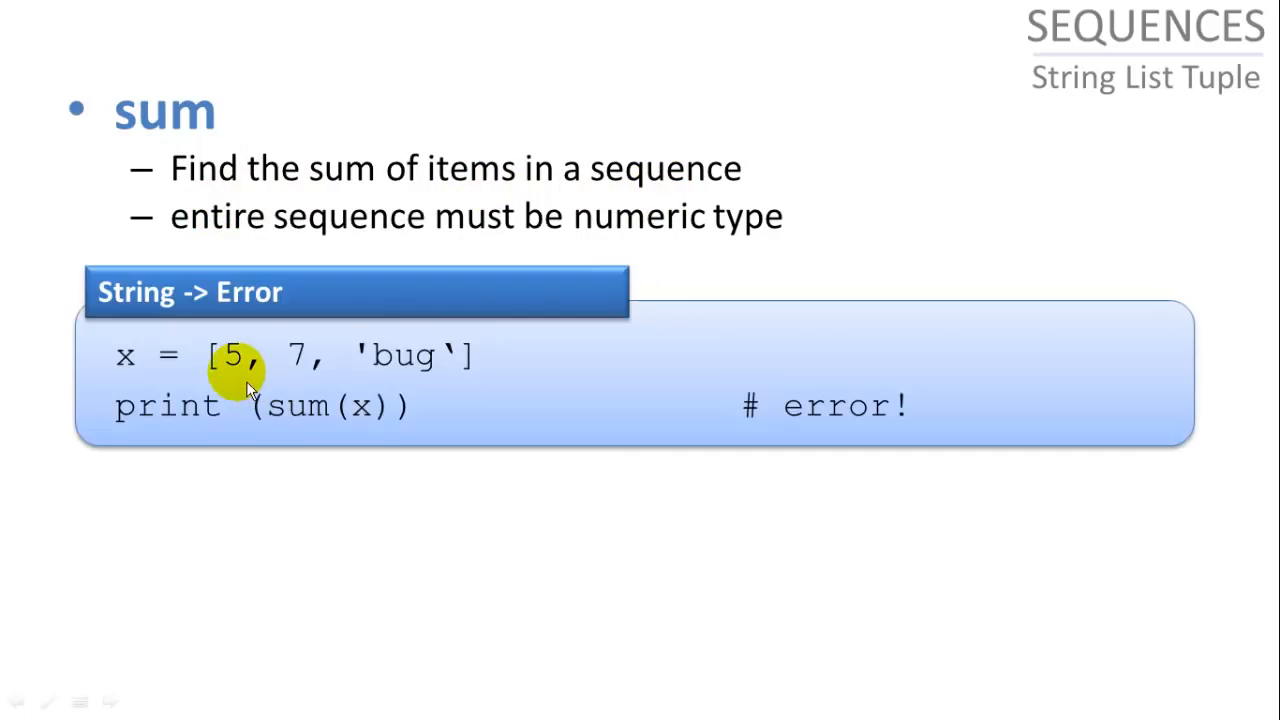 SEQUENCES
String List Tuple
• sum
– Find the sum of items in a sequence
– entire sequence must be numeric type
String -> Error
x = [5, 7, 'bug‘]
print (sum(x)) # error!